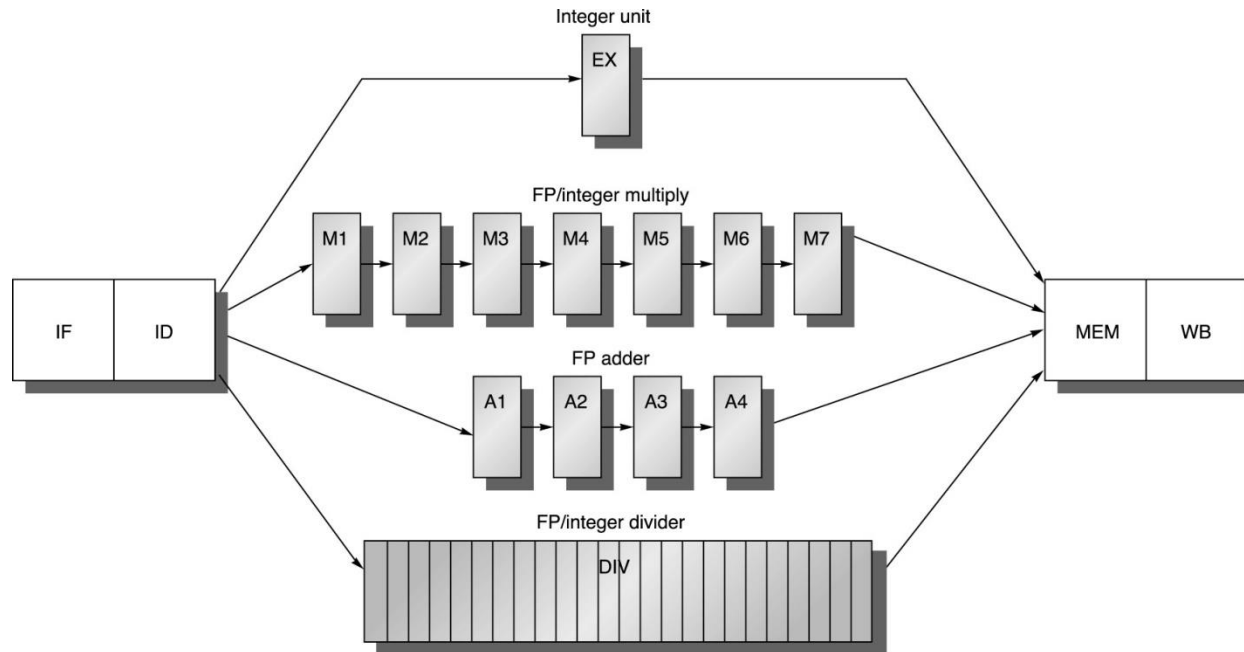 Integer unit
EX
FP/integer multiply
M1 M2 M3 M4 M5 M6 M7
IF ID
MEM WB
FP adder
A1 A2 A3 A4
FP/integer divider
DIV